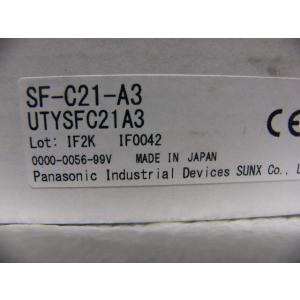 SF-C21-A3
UTYSFC21A3
Lot: IF2K IF0042
CE
0000-0056-99V MADE IN JAPAN
Panasonic Industrial Devices SUNX Co., L